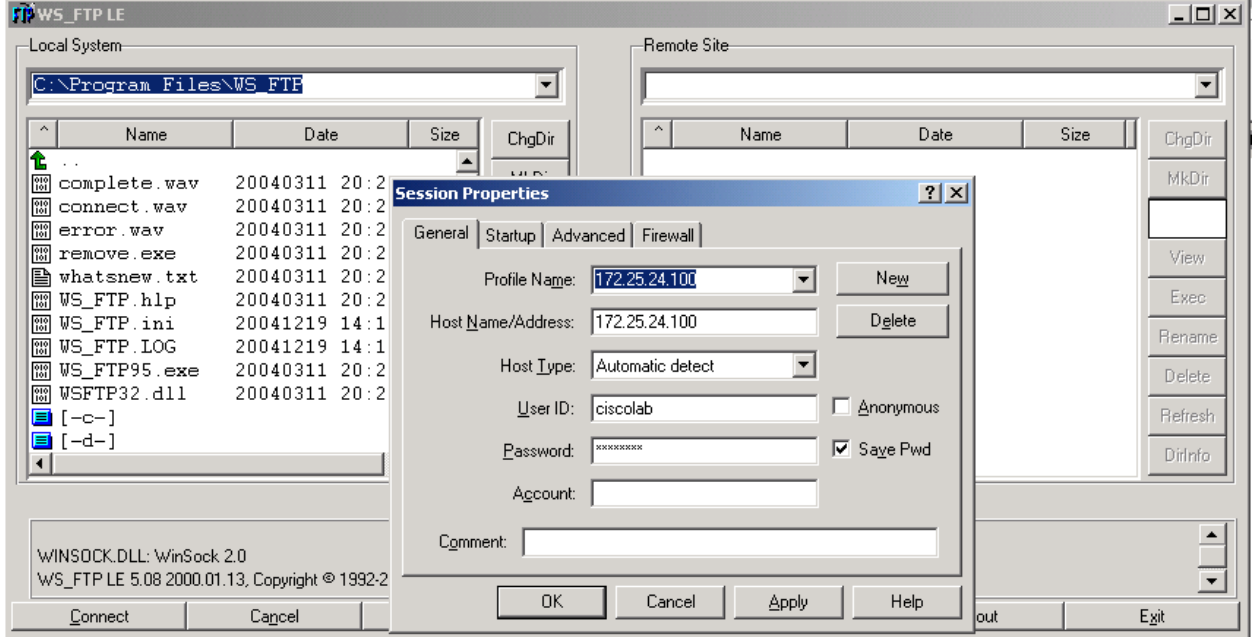 WS_FTP LE
Local System
Remote Site
C:\Program Files\WS_FTP
^ Name Date Size
ChgDir
^ Name Date Size
ChgDir
MkDir
View
Exec
Rename
Delete
Refresh
DirInfo
..
complete.wav 20040311 20:2
connect.wav 20040311 20:2
error.wav 20040311 20:2
remove.exe 20040311 20:2
whatsnew.txt 20040311 20:2
WS_FTP.hlp 20040311 20:2
WS_FTP.ini 20041219 14:1
WS_FTP.LOG 20041219 14:1
WS_FTP95.exe 20040311 20:2
WSFTP32.dll 20040311 20:2
[-c-]
[-d-]
Session Properties
General Startup Advanced Firewall
Profile Name: 172.25.24.100 New
Host Name/Address: 172.25.24.100 Delete
Host Type: Automatic detect
User ID: ciscolab Anonymous
Password: ******** Save Pwd
Account:
Comment:
OK Cancel Apply Help
WINSOCK.DLL: WinSock 2.0
WS_FTP LE 5.08 2000.01.13, Copyright © 1992-2
Connect Cancel out Exit